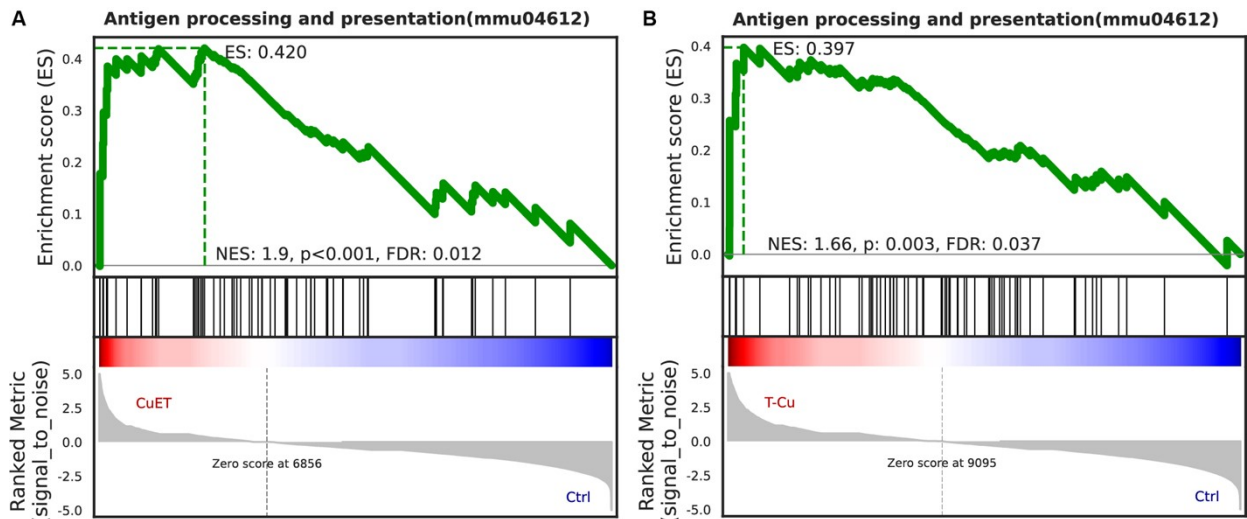 A
Antigen processing and presentation(mmu04612)
Enrichment score (ES)
0.4
0.3
0.2
0.1
0.0
ES: 0.420
NES: 1.9, p<0.001, FDR: 0.012
Ranked Metric
(signal_to_noise)
5.0
2.5
0.0
-2.5
-5.0
CuET
Zero score at 6856
Ctrl
B
Antigen processing and presentation(mmu04612)
Enrichment score (ES)
0.4
0.3
0.2
0.1
0.0
ES: 0.397
NES: 1.66, p: 0.003, FDR: 0.037
Ranked Metric
(signal_to_noise)
5.0
2.5
0.0
-2.5
-5.0
T-Cu
Zero score at 9095
Ctrl